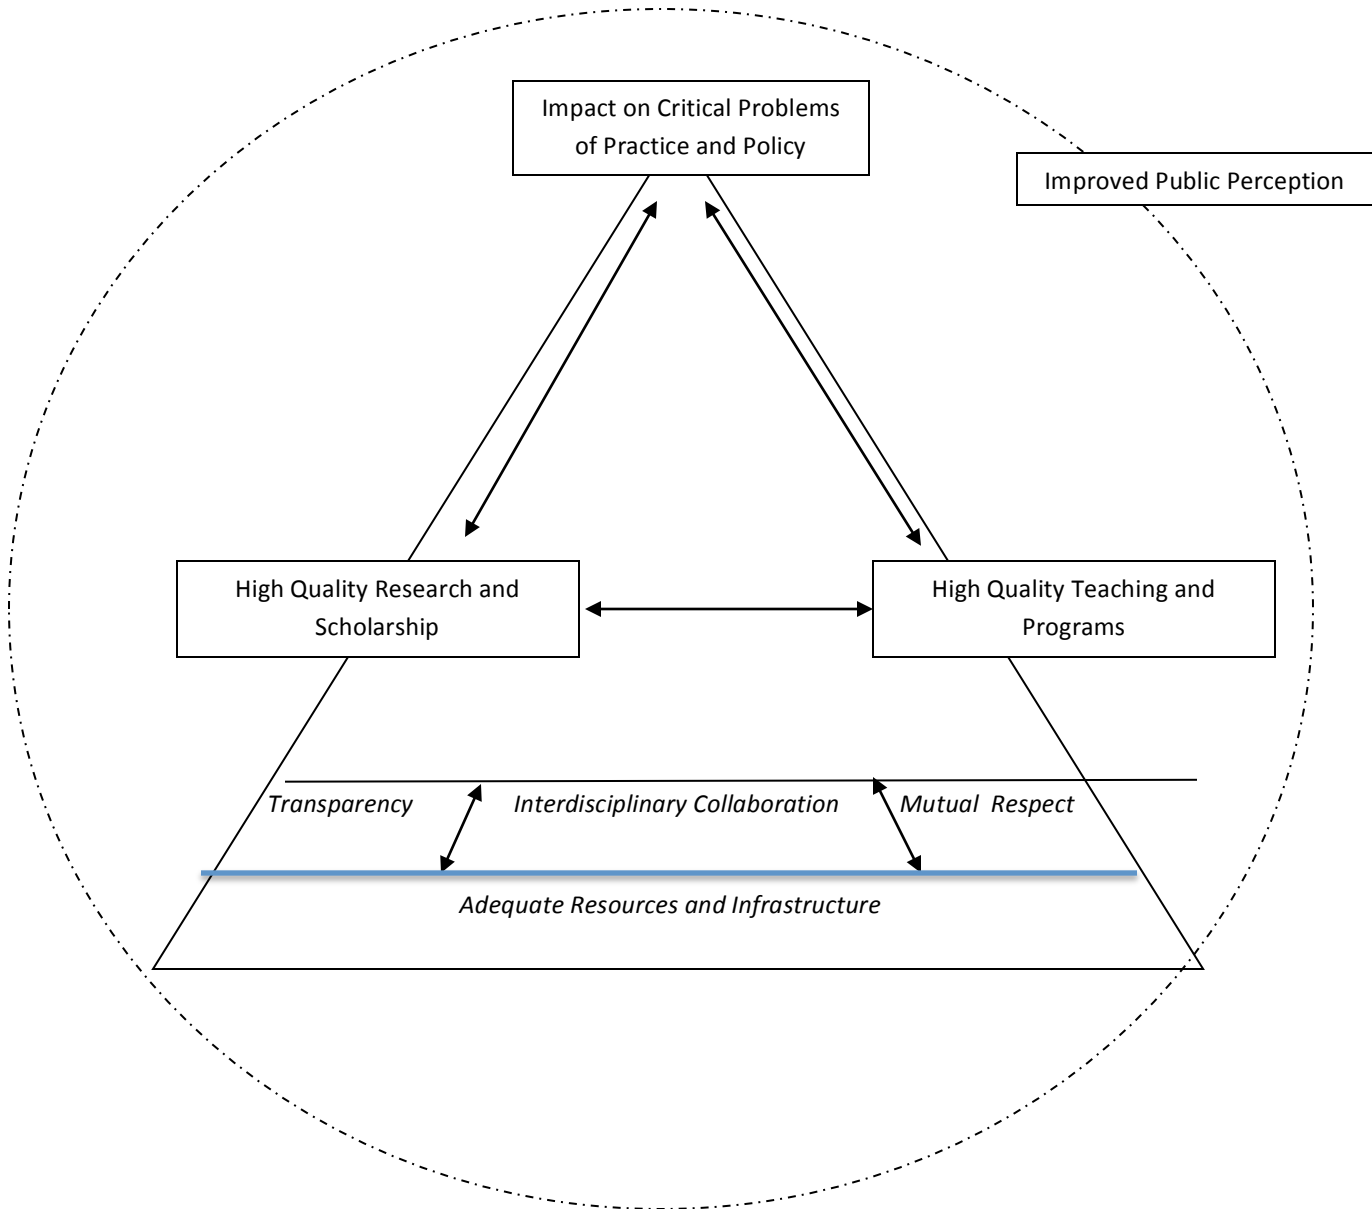 Impact on Critical Problems
of Practice and Policy
Improved Public Perception
High Quality Research and
Scholarship
High Quality Teaching and
Programs
Transparency
Interdisciplinary Collaboration
Mutual  Respect
Adequate Resources and Infrastructure